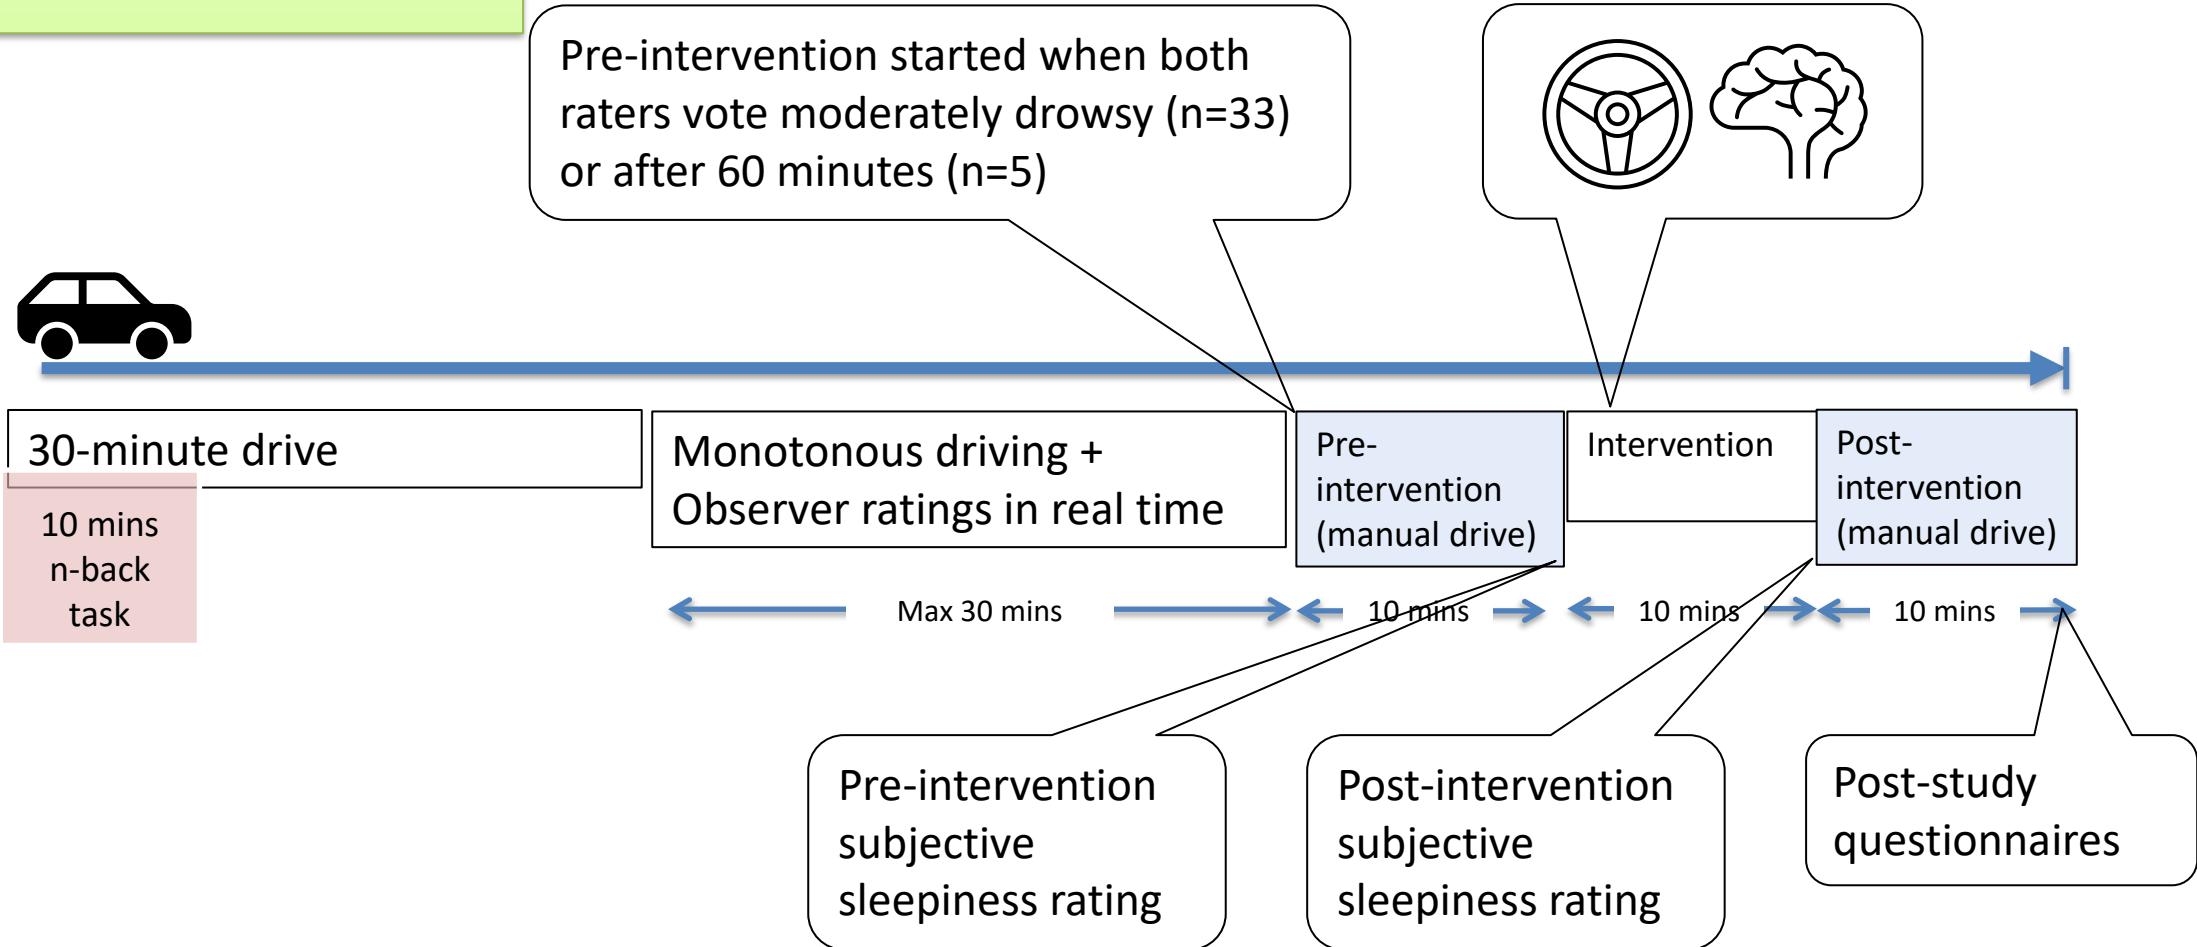 Pre-intervention started when both
raters vote moderately drowsy (n=33)
or after 60 minutes (n=5)
30-minute drive
10 mins
n-back
task
Monotonous driving +
Observer ratings in real time
Pre-
intervention
(manual drive)
Intervention
Post-
intervention
(manual drive)
Max 30 mins
10 mins
10 mins
10 mins
Pre-intervention
subjective
sleepiness rating
Post-intervention
subjective
sleepiness rating
Post-study
questionnaires